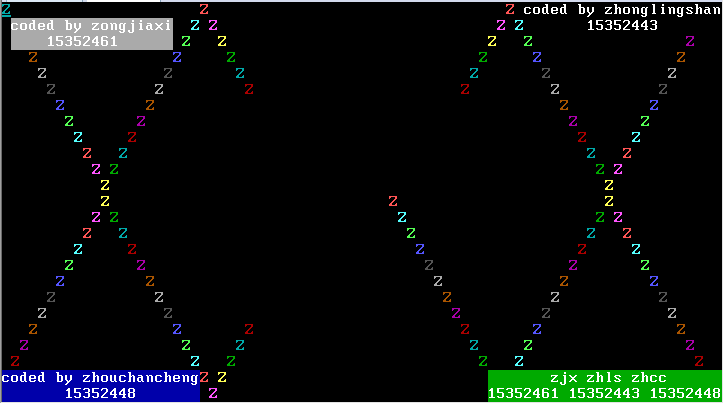 coded by zongjiaxi
15352461
coded by zhonglingshan
15352443
coded by zhouchancheng
15352448
zjx zhls zhcc
15352461 15352443 15352448